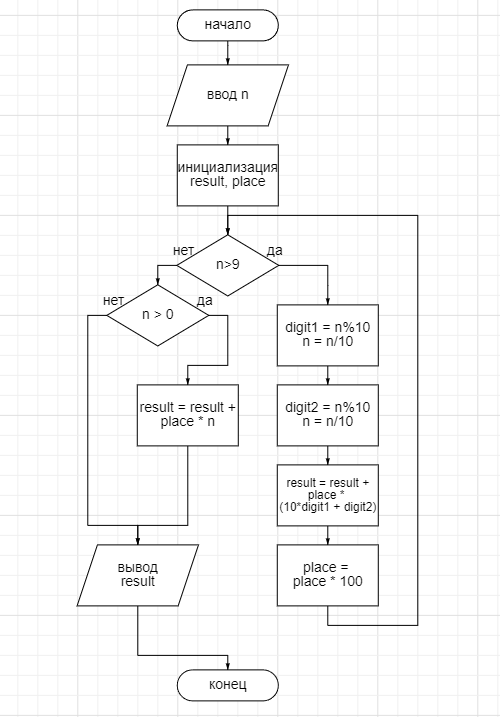 начало
ввод n
инициализация
result, place
n>9
нет
да
n > 0
нет
да
digit1 = n%10
n = n/10
result = result +
place * n
digit2 = n%10
n = n/10
result = result +
place *
(10*digit1 + digit2)
вывод
result
place =
place * 100
конец